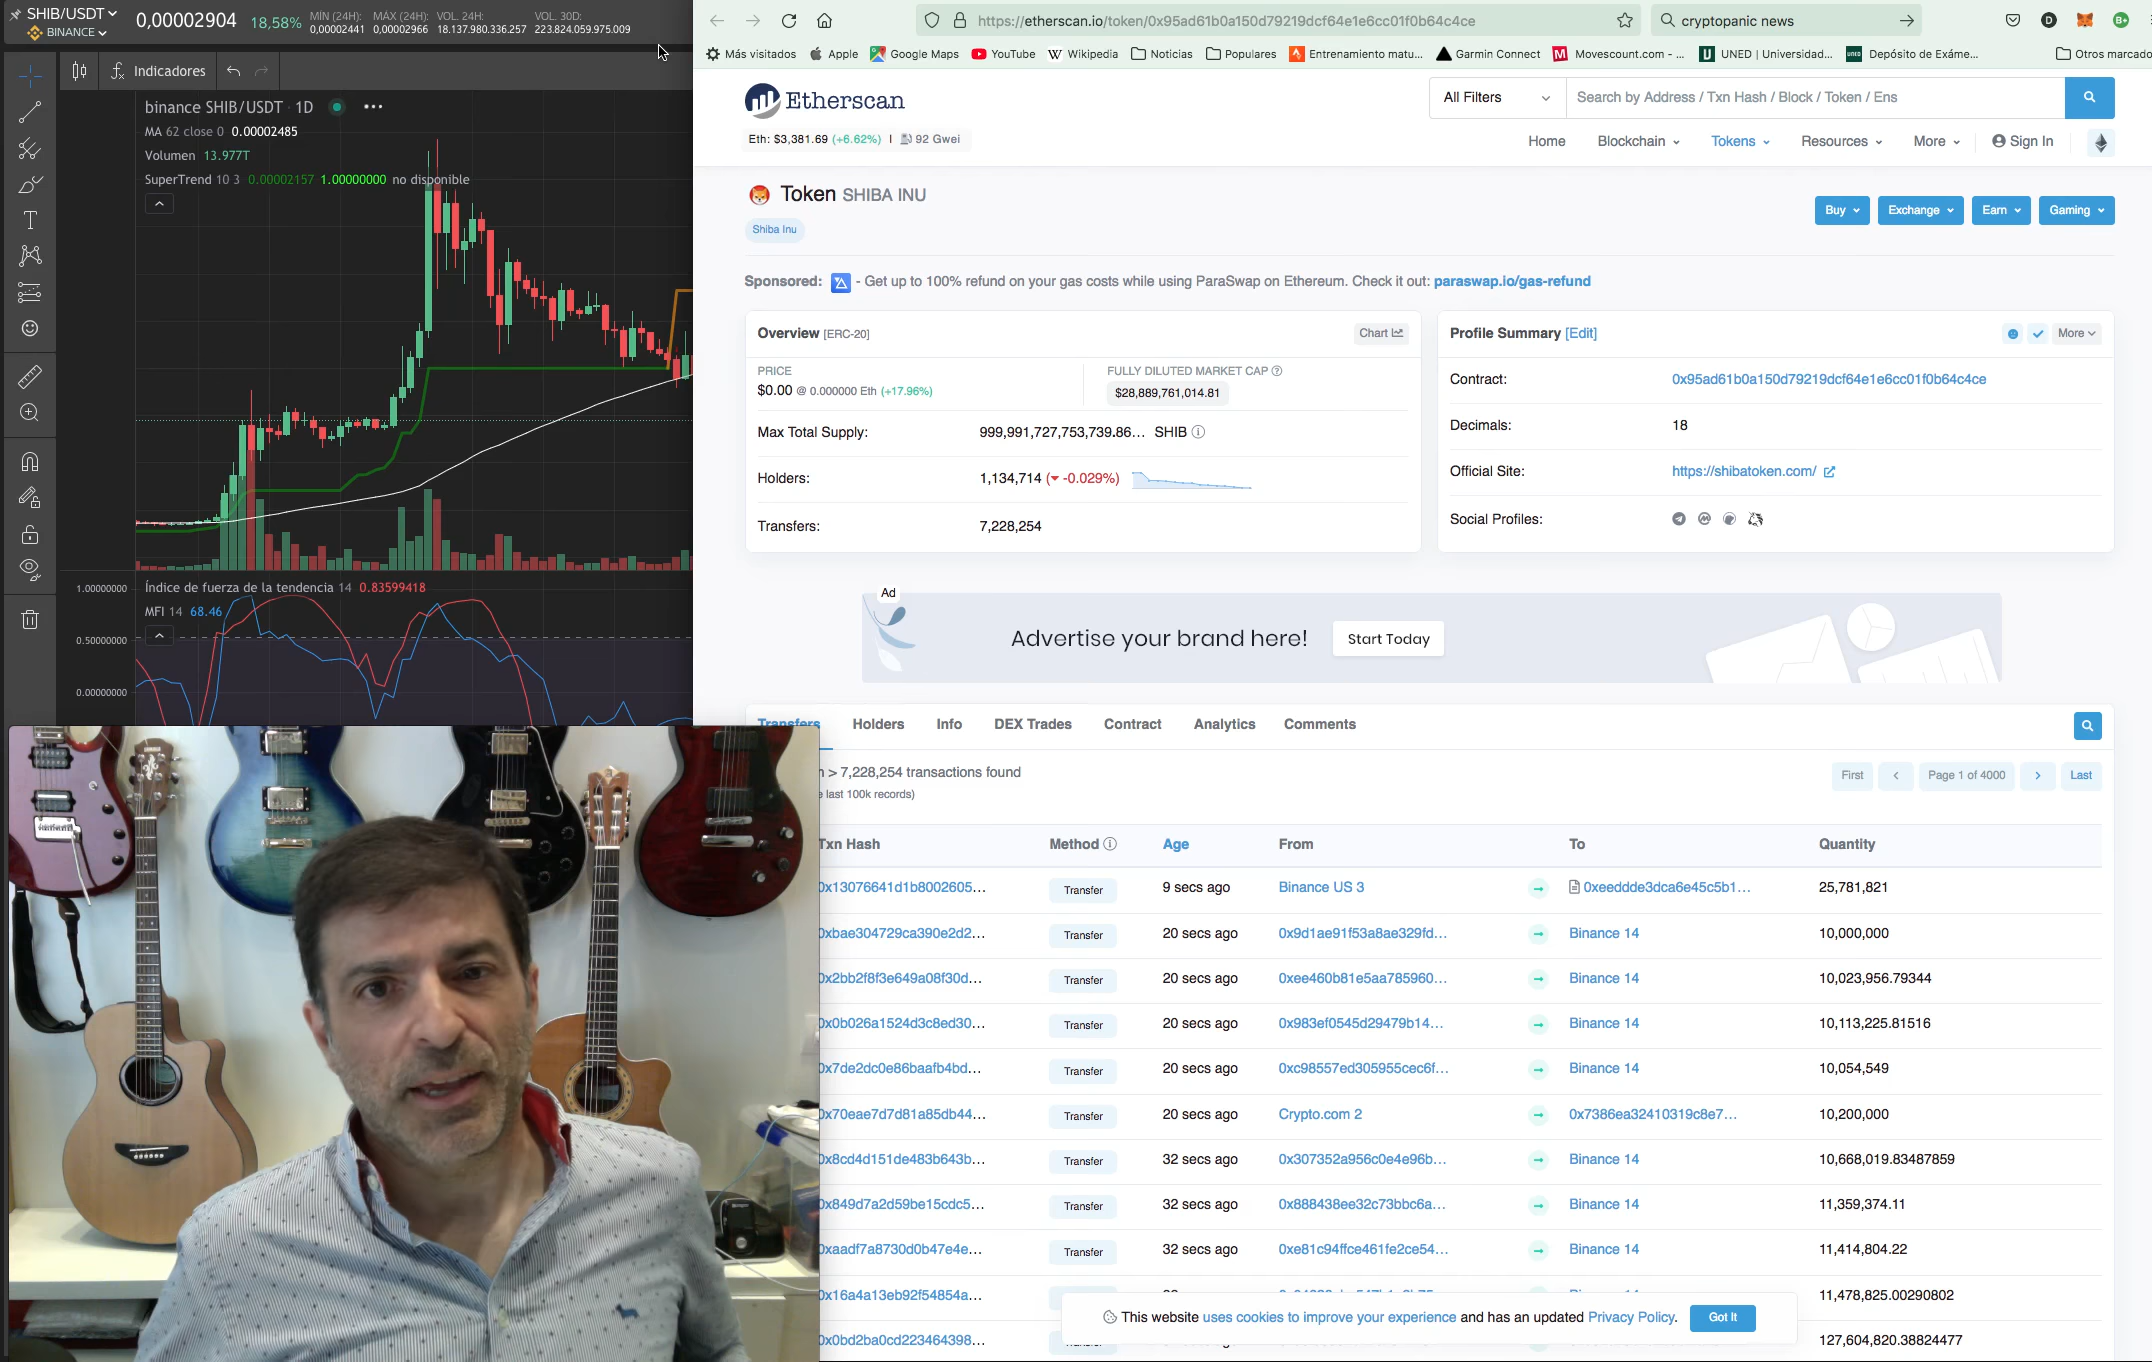 SHIB/USDT
BINANCE
0,00002904
18,58%
MÍN (24H):
0,00002441
MÁX (24H):
0,00002966
VOL. 24H:
18.137.980.336.257
VOL. 30D:
223.824.059.975.009
Indicadores
binance SHIB/USDT · 1D
MA 62 close 0 0.00002485
Volumen 13.977T
SuperTrend 10 3 0.00002157 1.00000000 no disponible
1.00000000
Índice de fuerza de la tendencia 14 0.83599418
MFI 14 68.46
0.50000000
0.00000000
https://etherscan.io/token/0x95ad61b0a150d79219dcf64e1e6cc01f0b64c4ce
cryptopanic news
Más visitados
Apple
Google Maps
YouTube
Wikipedia
Noticias
Populares
Entrenamiento matu...
Garmin Connect
Movescount.com - ...
UNED | Universidad...
Depósito de Exáme...
Otros marcado
Etherscan
All Filters
Search by Address / Txn Hash / Block / Token / Ens
Eth: $3,381.69 (+6.62%) | 92 Gwei
Home
Blockchain
Tokens
Resources
More
Sign In
Token SHIBA INU
Shiba Inu
Buy
Exchange
Earn
Gaming
Sponsored: - Get up to 100% refund on your gas costs while using ParaSwap on Ethereum. Check it out: paraswap.io/gas-refund
Overview [ERC-20]
Chart
PRICE
$0.00 @ 0.000000 Eth (+17.96%)
FULLY DILUTED MARKET CAP
$28,889,761,014.81
Max Total Supply:
999,991,727,753,739.86... SHIB
Holders:
1,134,714 (-0.029%)
Transfers:
7,228,254
Profile Summary [Edit]
More
Contract:
0x95ad61b0a150d79219dcf64e1e6cc01f0b64c4ce
Decimals:
18
Official Site:
https://shibatoken.com/
Social Profiles:
Ad
Advertise your brand here!
Start Today
Transfers
Holders
Info
DEX Trades
Contract
Analytics
Comments
> 7,228,254 transactions found
last 100k records)
First
Page 1 of 4000
Last
Txn Hash
Method
Age
From
To
Quantity
0x13076641d1b8002605... Transfer 9 secs ago Binance US 3 0xeeddde3dca6e45c5b1... 25,781,821
0xbae304729ca390e2d2... Transfer 20 secs ago 0x9d1ae91f53a8ae329fd... Binance 14 10,000,000
0x2bb2f8f3e649a08f30d... Transfer 20 secs ago 0xee460b81e5aa785960... Binance 14 10,023,956.79344
0x0b026a1524d3c8ed30... Transfer 20 secs ago 0x983ef0545d29479b14... Binance 14 10,113,225.81516
0x7de2dc0e86baafb4bd... Transfer 20 secs ago 0xc98557ed305955cec6f... Binance 14 10,054,549
0x70eae7d7d81a85db44... Transfer 20 secs ago Crypto.com 2 0x7386ea32410319c8e7... 10,200,000
0x8cd4d151de483b643b... Transfer 32 secs ago 0x307352a956c0e4e96b... Binance 14 10,668,019.83487859
0x849d7a2d59be15cdc5... Transfer 32 secs ago 0x888438ee32c73bbc6a... Binance 14 11,359,374.11
0xaadf7a8730d0b47e4e... Transfer 32 secs ago 0xe81c94ffce461fe2ce54... Binance 14 11,414,804.22
0x16a4a13eb92f54854a... 11,478,825.00290802
This website uses cookies to improve your experience and has an updated Privacy Policy.
Got It
0x0bd2ba0cd223464398... 127,604,820.38824477